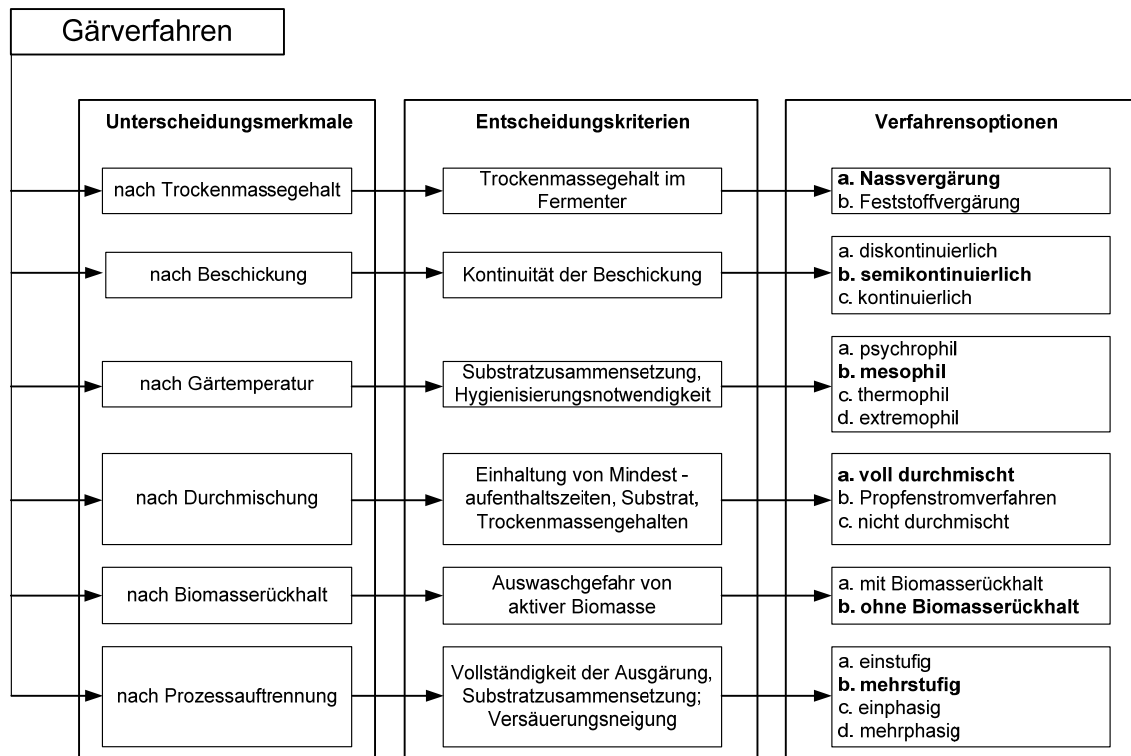 Gärverfahren
Unterscheidungsmerkmale
Entscheidungskriterien
Verfahrensoptionen
nach Trockenmassegehalt
Trockenmassegehalt im
Fermenter
a. Nassvergärung
b. Feststoffvergärung
nach Beschickung
Kontinuität der Beschickung
a. diskontinuierlich
b. semikontinuierlich
c. kontinuierlich
nach Gärtemperatur
Substratzusammensetzung,
Hygienisierungsnotwendigkeit
a. psychrophil
b. mesophil
c. thermophil
d. extremophil
nach Durchmischung
Einhaltung von Mindest -
aufenthaltszeiten, Substrat,
Trockenmassengehalten
a. voll durchmischt
b. Propfenstromverfahren
c. nicht durchmischt
nach Biomasserückhalt
Auswaschgefahr von
aktiver Biomasse
a. mit Biomasserückhalt
b. ohne Biomasserückhalt
nach Prozessauftrennung
Vollständigkeit der Ausgärung,
Substratzusammensetzung;
Versäuerungsneigung
a. einstufig
b. mehrstufig
c. einphasig
d. mehrphasig